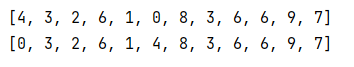 [4, 3, 2, 6, 1, 0, 8, 3, 6, 6, 9, 7]
[0, 3, 2, 6, 1, 4, 8, 3, 6, 6, 9, 7]